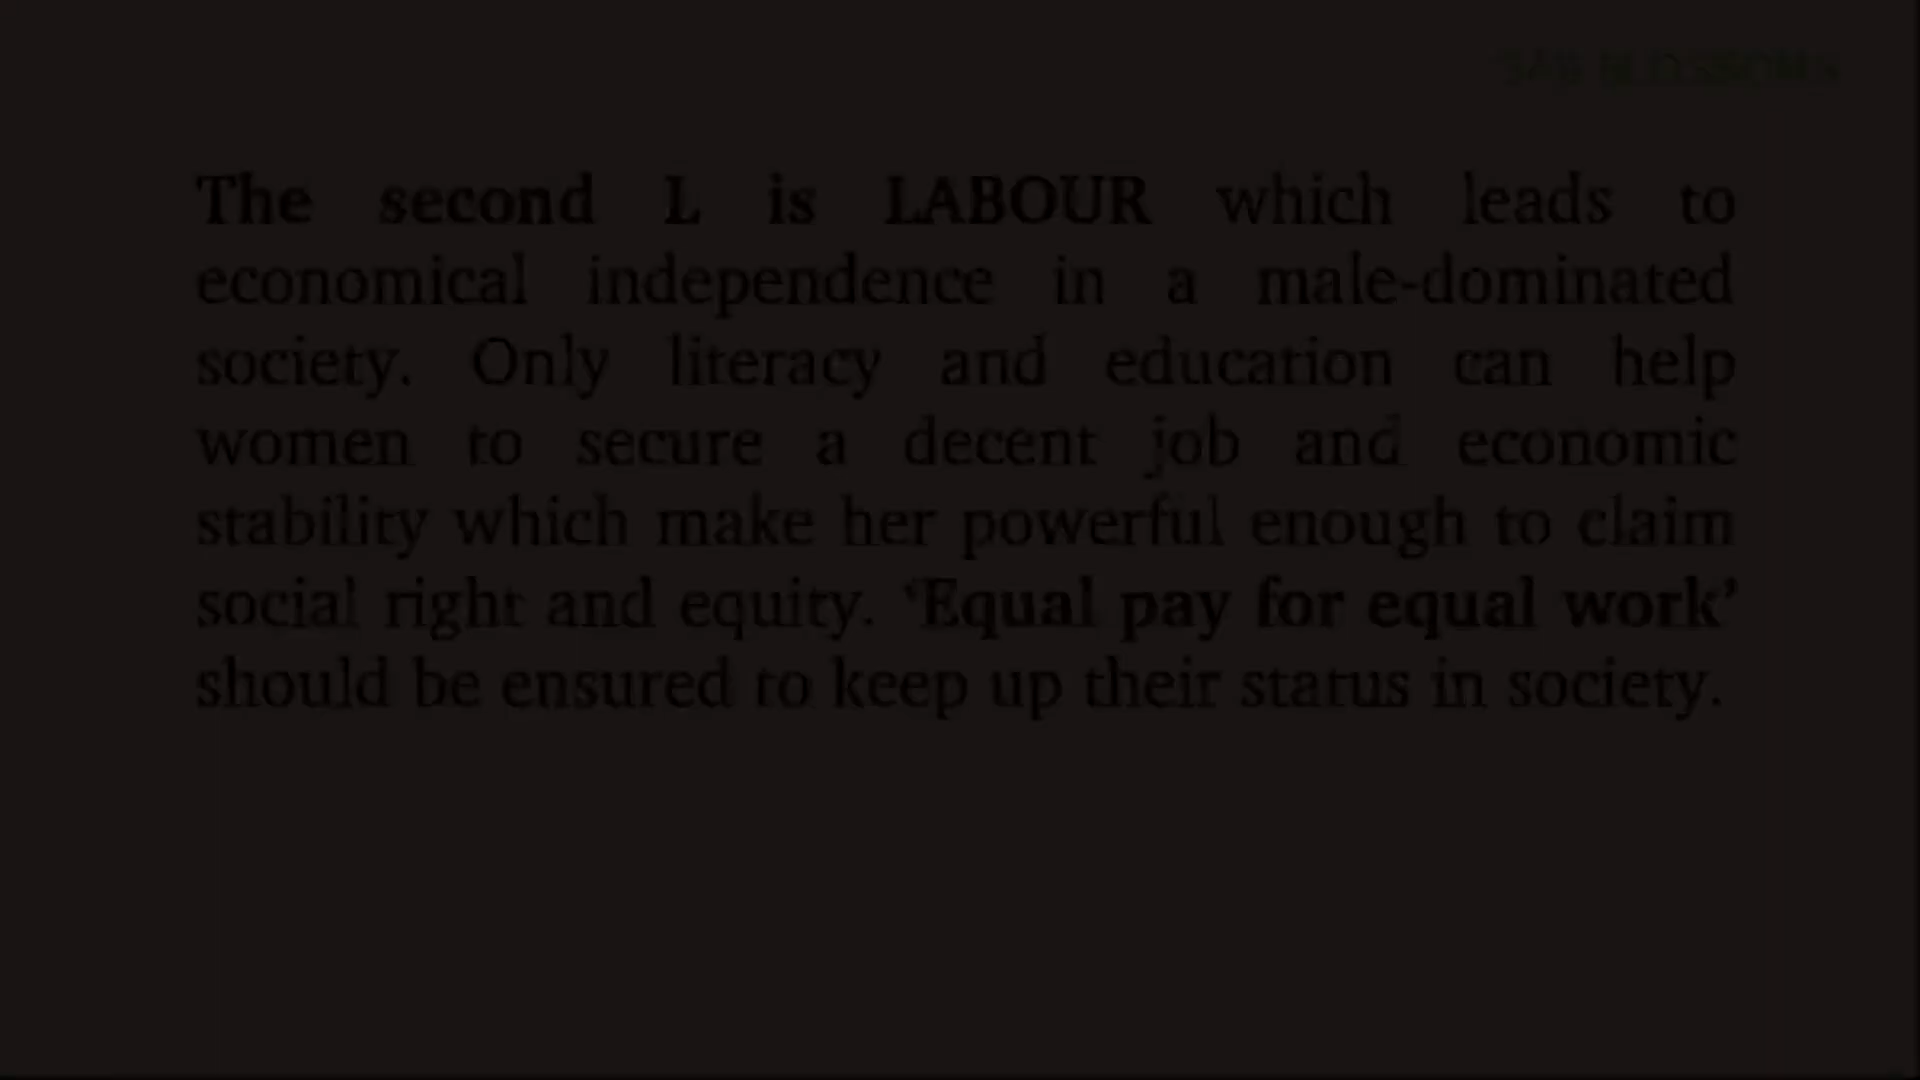 The second L is LABOUR which leads to
economical independence in a male-dominated
society. Only literacy and education can help
women to secure a decent job and economic
stability which make her powerful enough to claim
social right and equity. ‘Equal pay for equal work’
should be ensured to keep up their status in society.